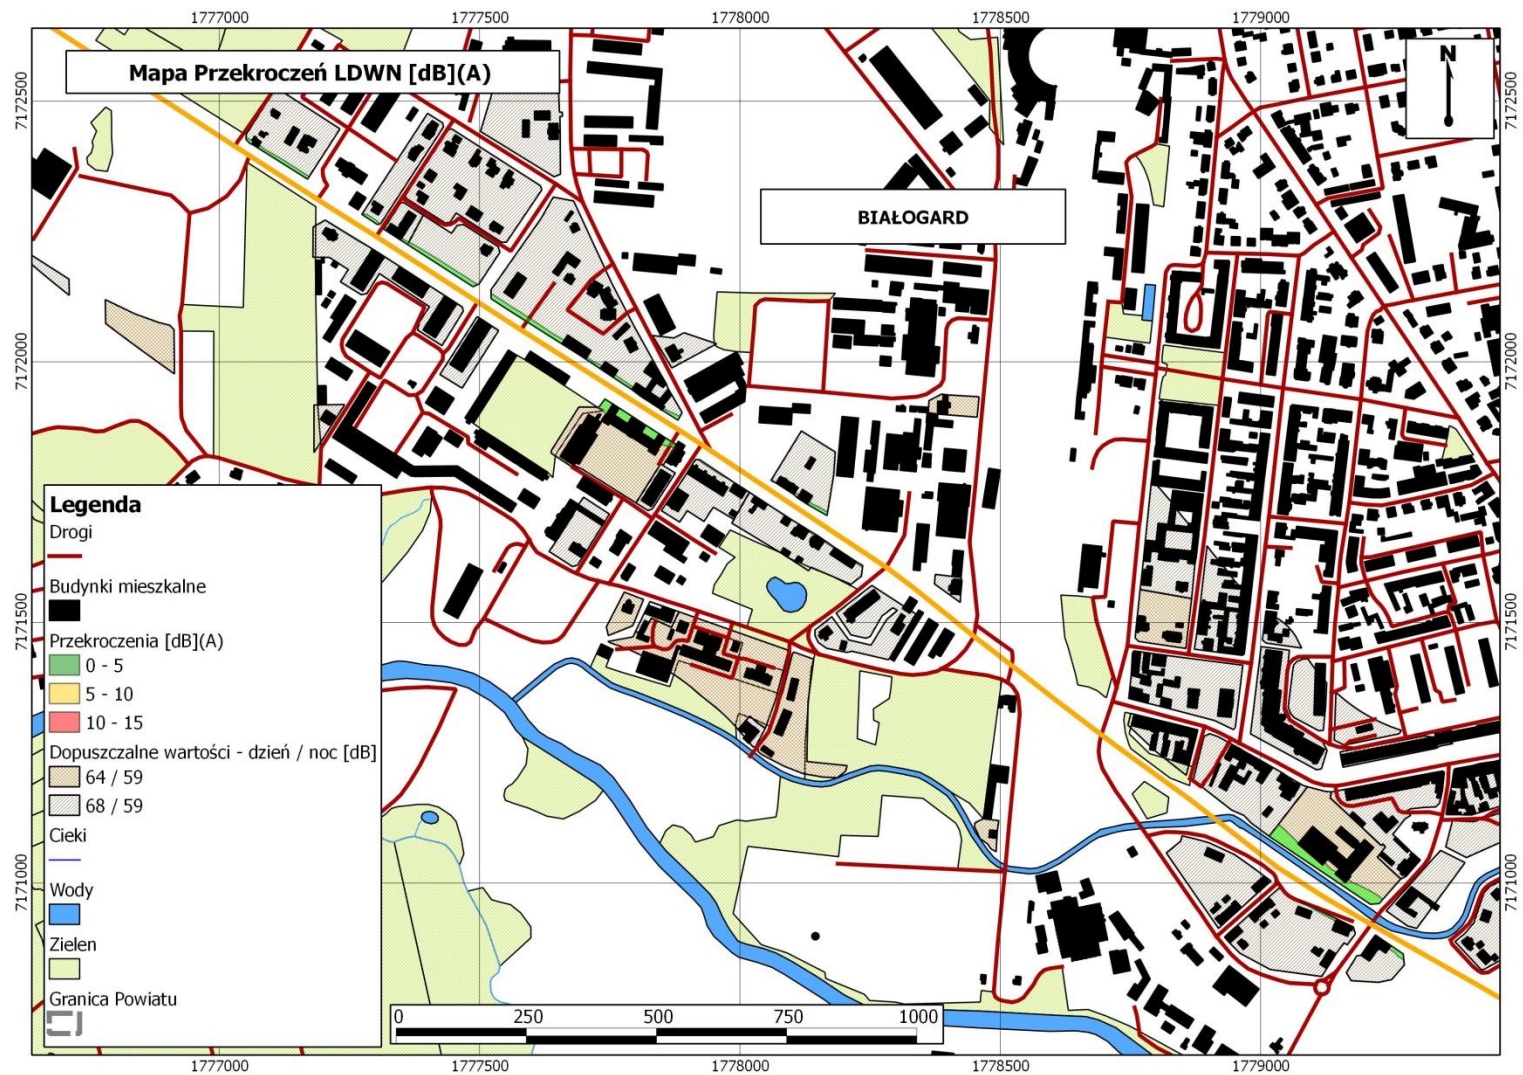 1777000 1777500 1778000 1778500 1779000
Mapa Przekroczeń LDWN [dB](A)
N
7172500 7172500
BIAŁOGARD
7172000 7172000
Legenda
Drogi
Budynki mieszkalne
Przekroczenia [dB](A)
0 - 5
5 - 10
10 - 15
Dopuszczalne wartości - dzień / noc [dB]
64 / 59
68 / 59
Cieki
Wody
Zielen
Granica Powiatu
7171500 7171500
7171000 7171000
0 250 500 750 1000
1777000 1777500 1778000 1778500 1779000